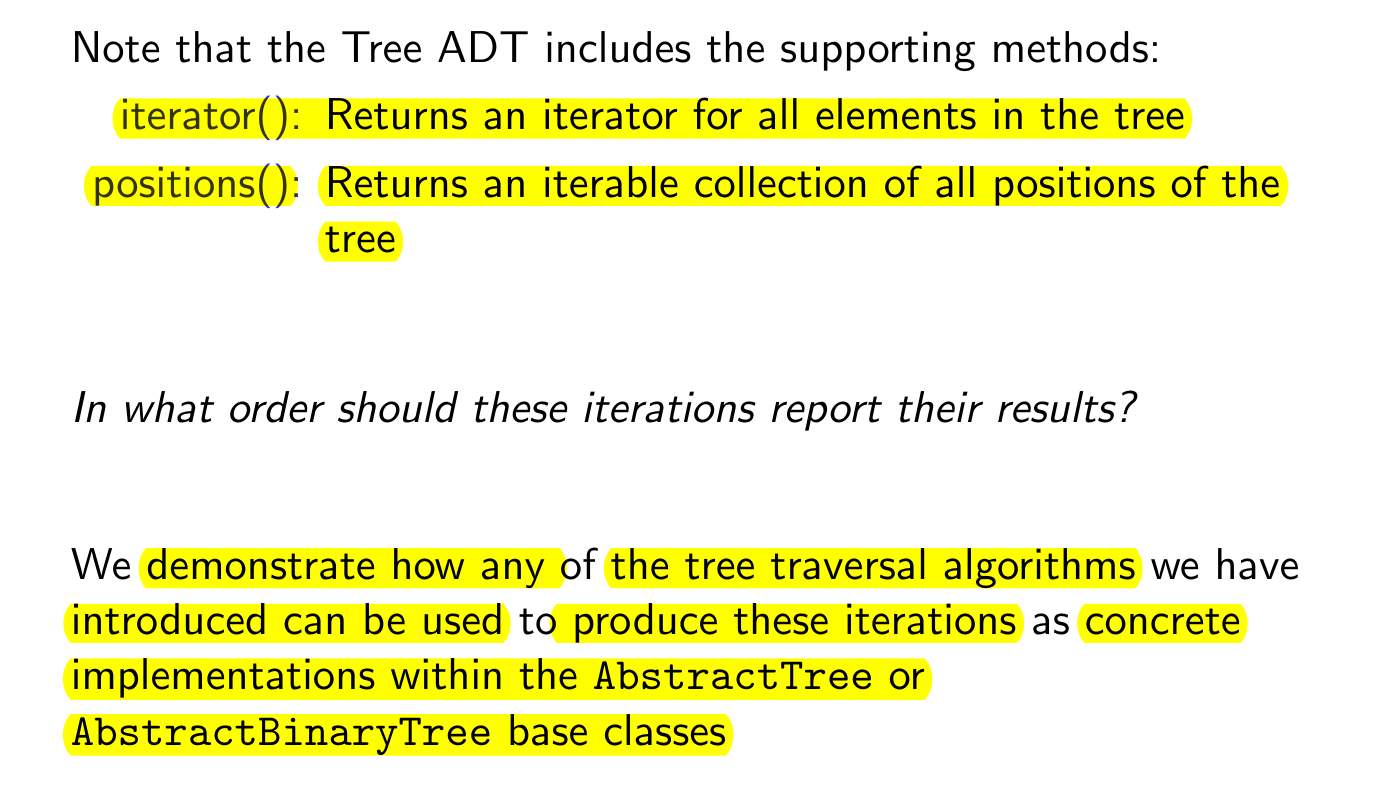 Note that the Tree ADT includes the supporting methods:
iterator(): Returns an iterator for all elements in the tree
positions(): Returns an iterable collection of all positions of the
tree
In what order should these iterations report their results?
We demonstrate how any of the tree traversal algorithms we have
introduced can be used to produce these iterations as concrete
implementations within the AbstractTree or
AbstractBinaryTree base classes